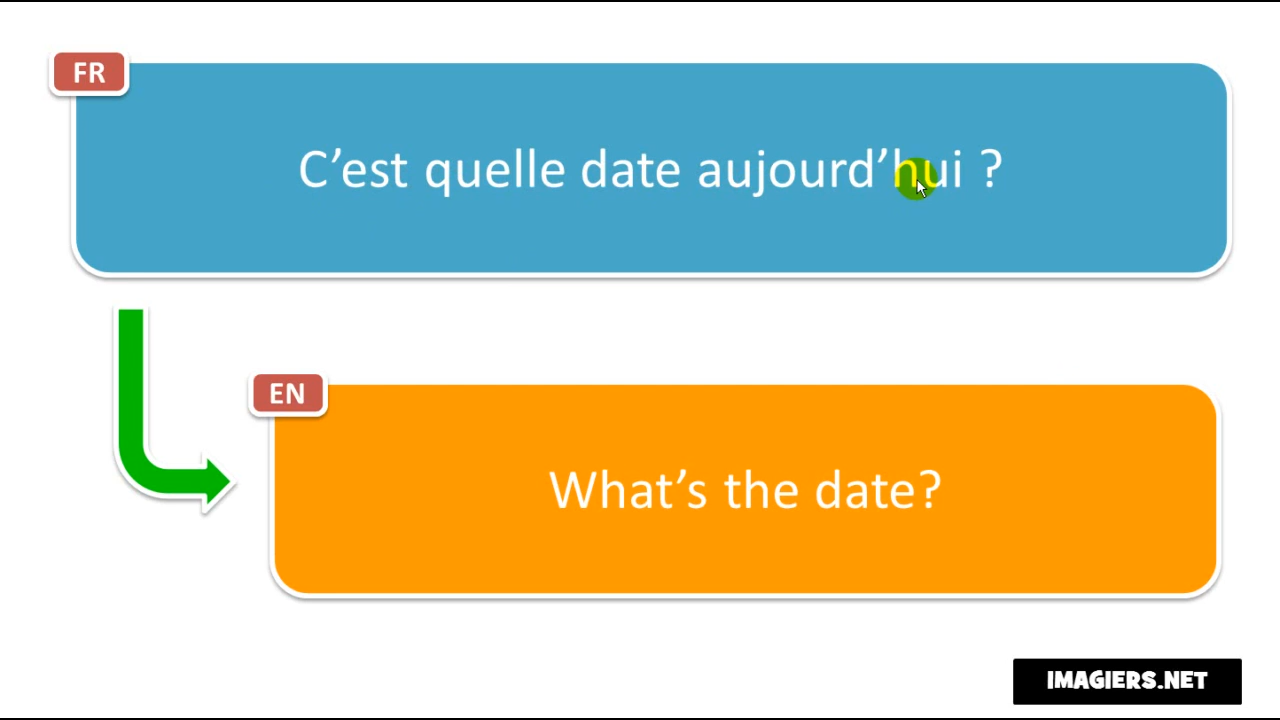 FR
C’est quelle date aujourd’hui ?
EN
What’s the date?
IMAGIERS.NET